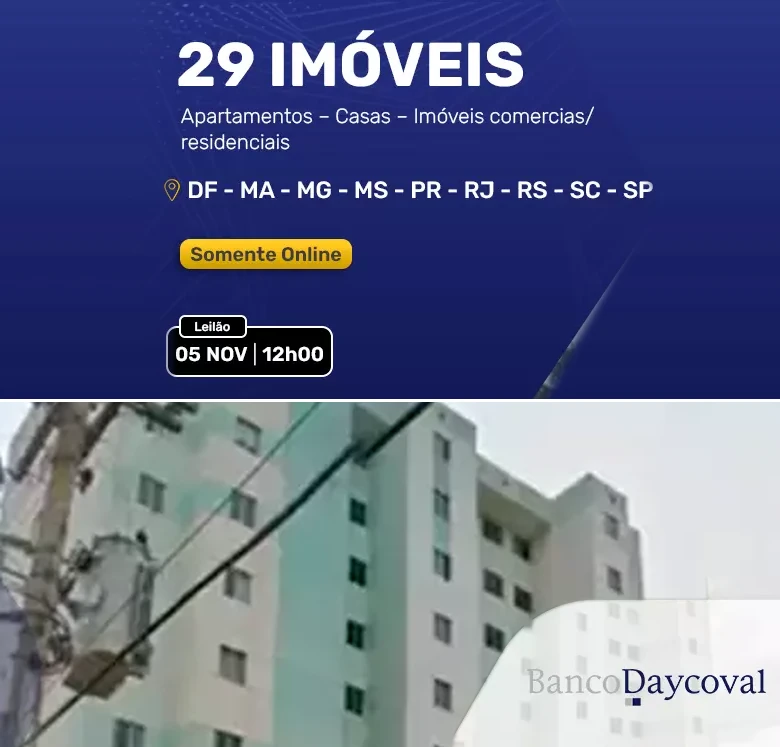 29 IMÓVEIS
Apartamentos – Casas – Imóveis comercias/
residenciais
DF - MA - MG - MS - PR - RJ - RS - SC - SP
Somente Online
Leilão
05 NOV | 12h00
BancoDaycoval